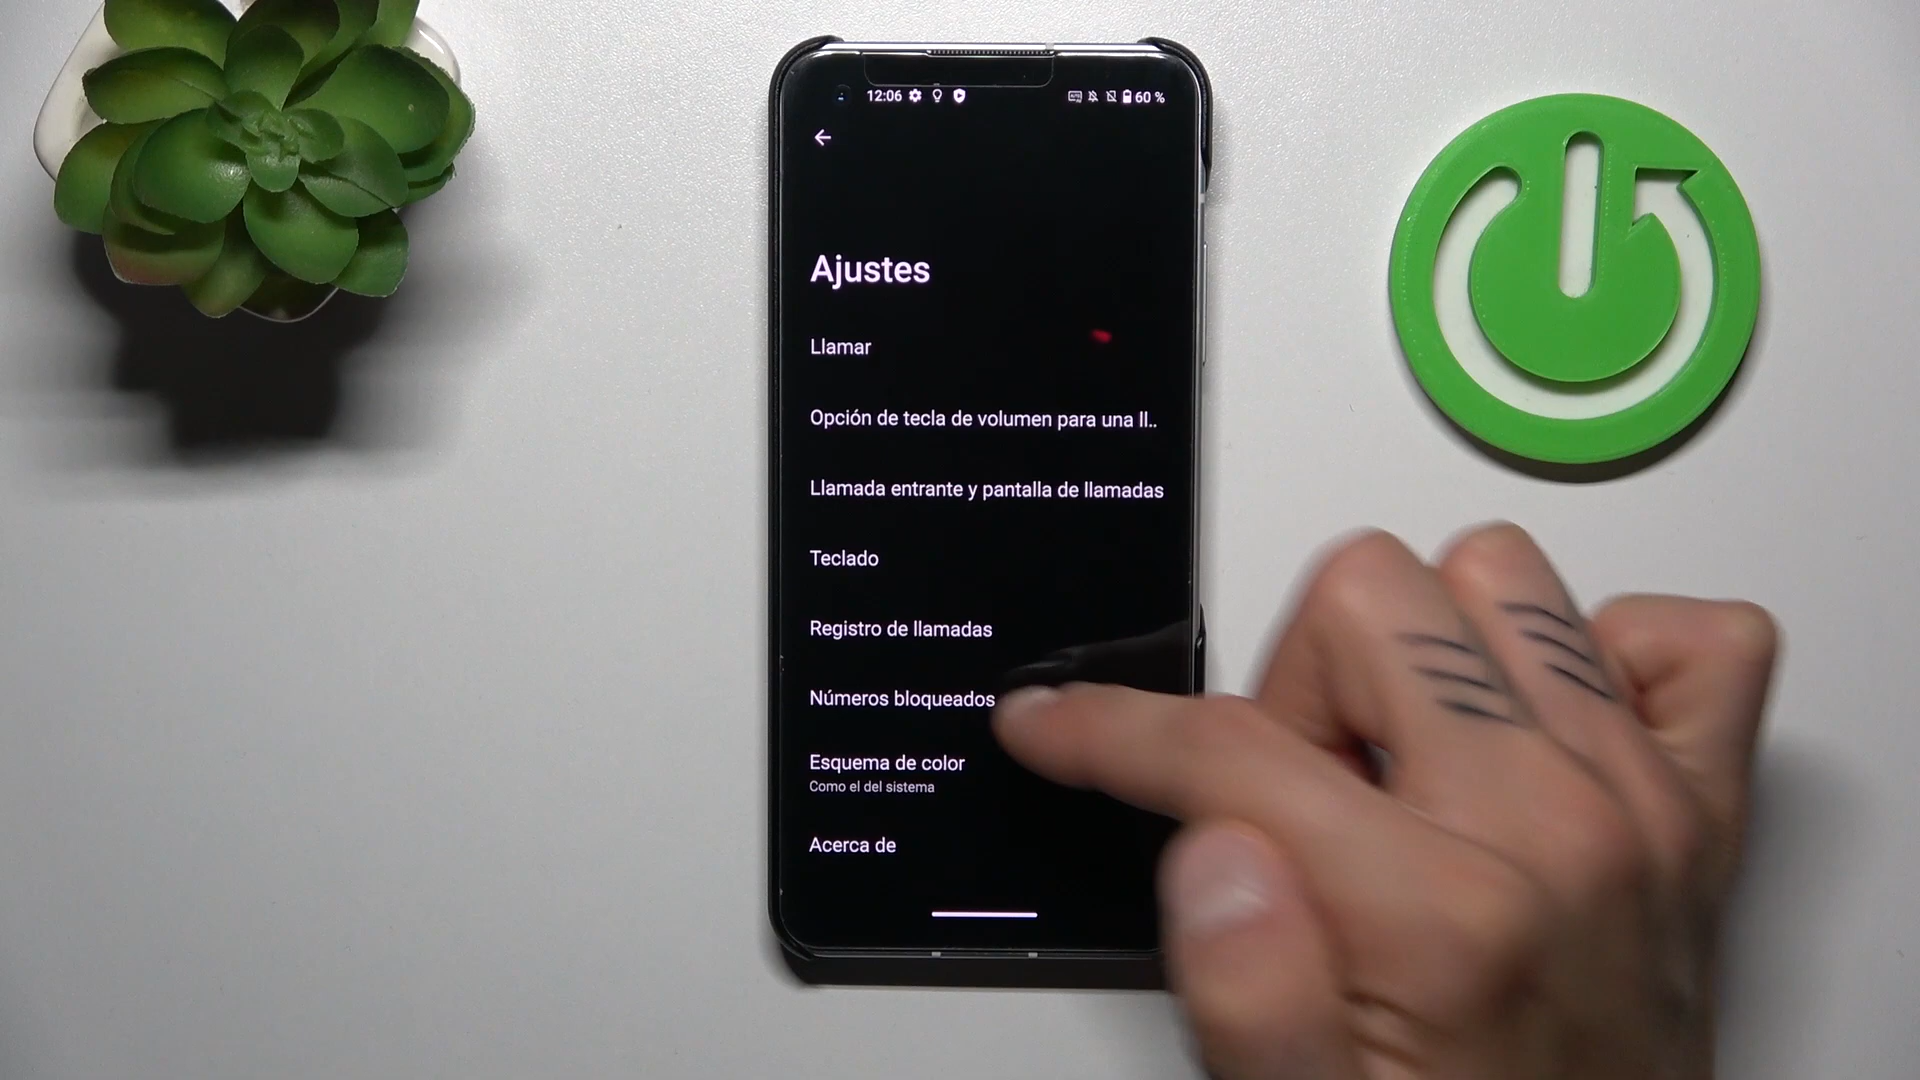 12:06
60 %
Ajustes
Llamar
Opción de tecla de volumen para una ll..
Llamada entrante y pantalla de llamadas
Teclado
Registro de llamadas
Números bloqueados
Esquema de color
Como el del sistema
Acerca de